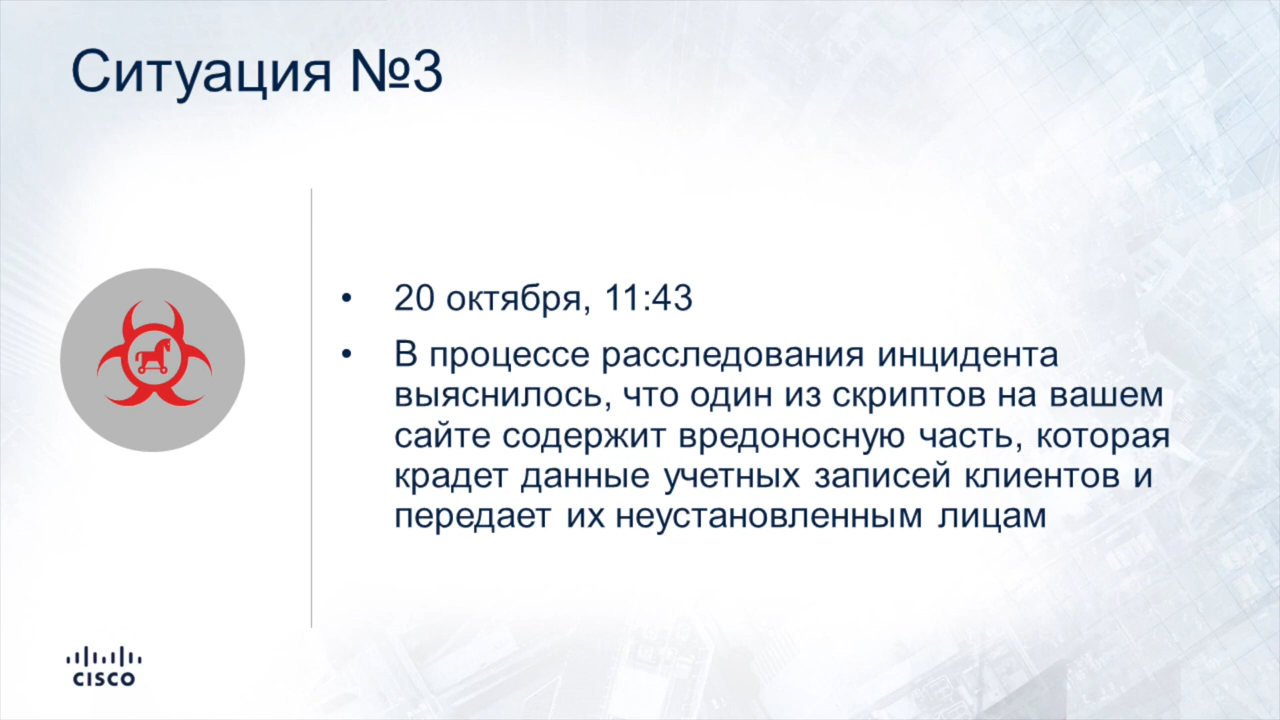 Ситуация №3
• 20 октября, 11:43
• В процессе расследования инцидента
выяснилось, что один из скриптов на вашем
сайте содержит вредоносную часть, которая
крадет данные учетных записей клиентов и
передает их неустановленным лицам
CISCO